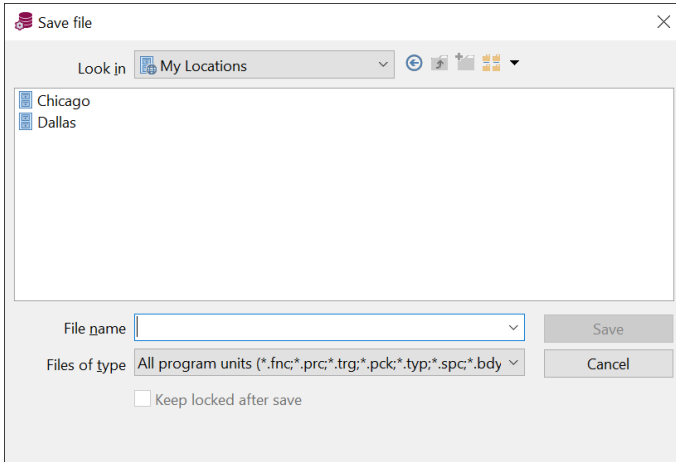 Save file
Look in My Locations
Chicago
Dallas
File name Save
Files of type All program units (*.fnc;*.prc;*.trg;*.pck;*.typ;*.spc;*.bdy Cancel
Keep locked after save